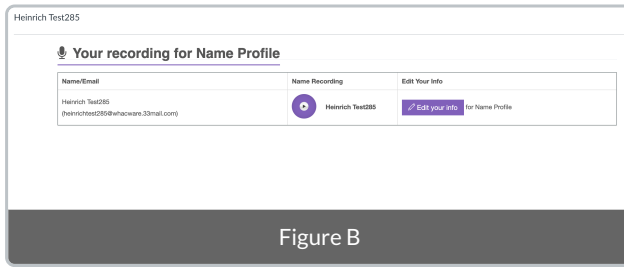 Heinrich Test285
Your recording for Name Profile
Name/Email Name Recording Edit Your Info
Heinrich Test285
(heinrichtest285@whacware.33mail.com)
Heinrich Test285
Edit your info for Name Profile
Figure B